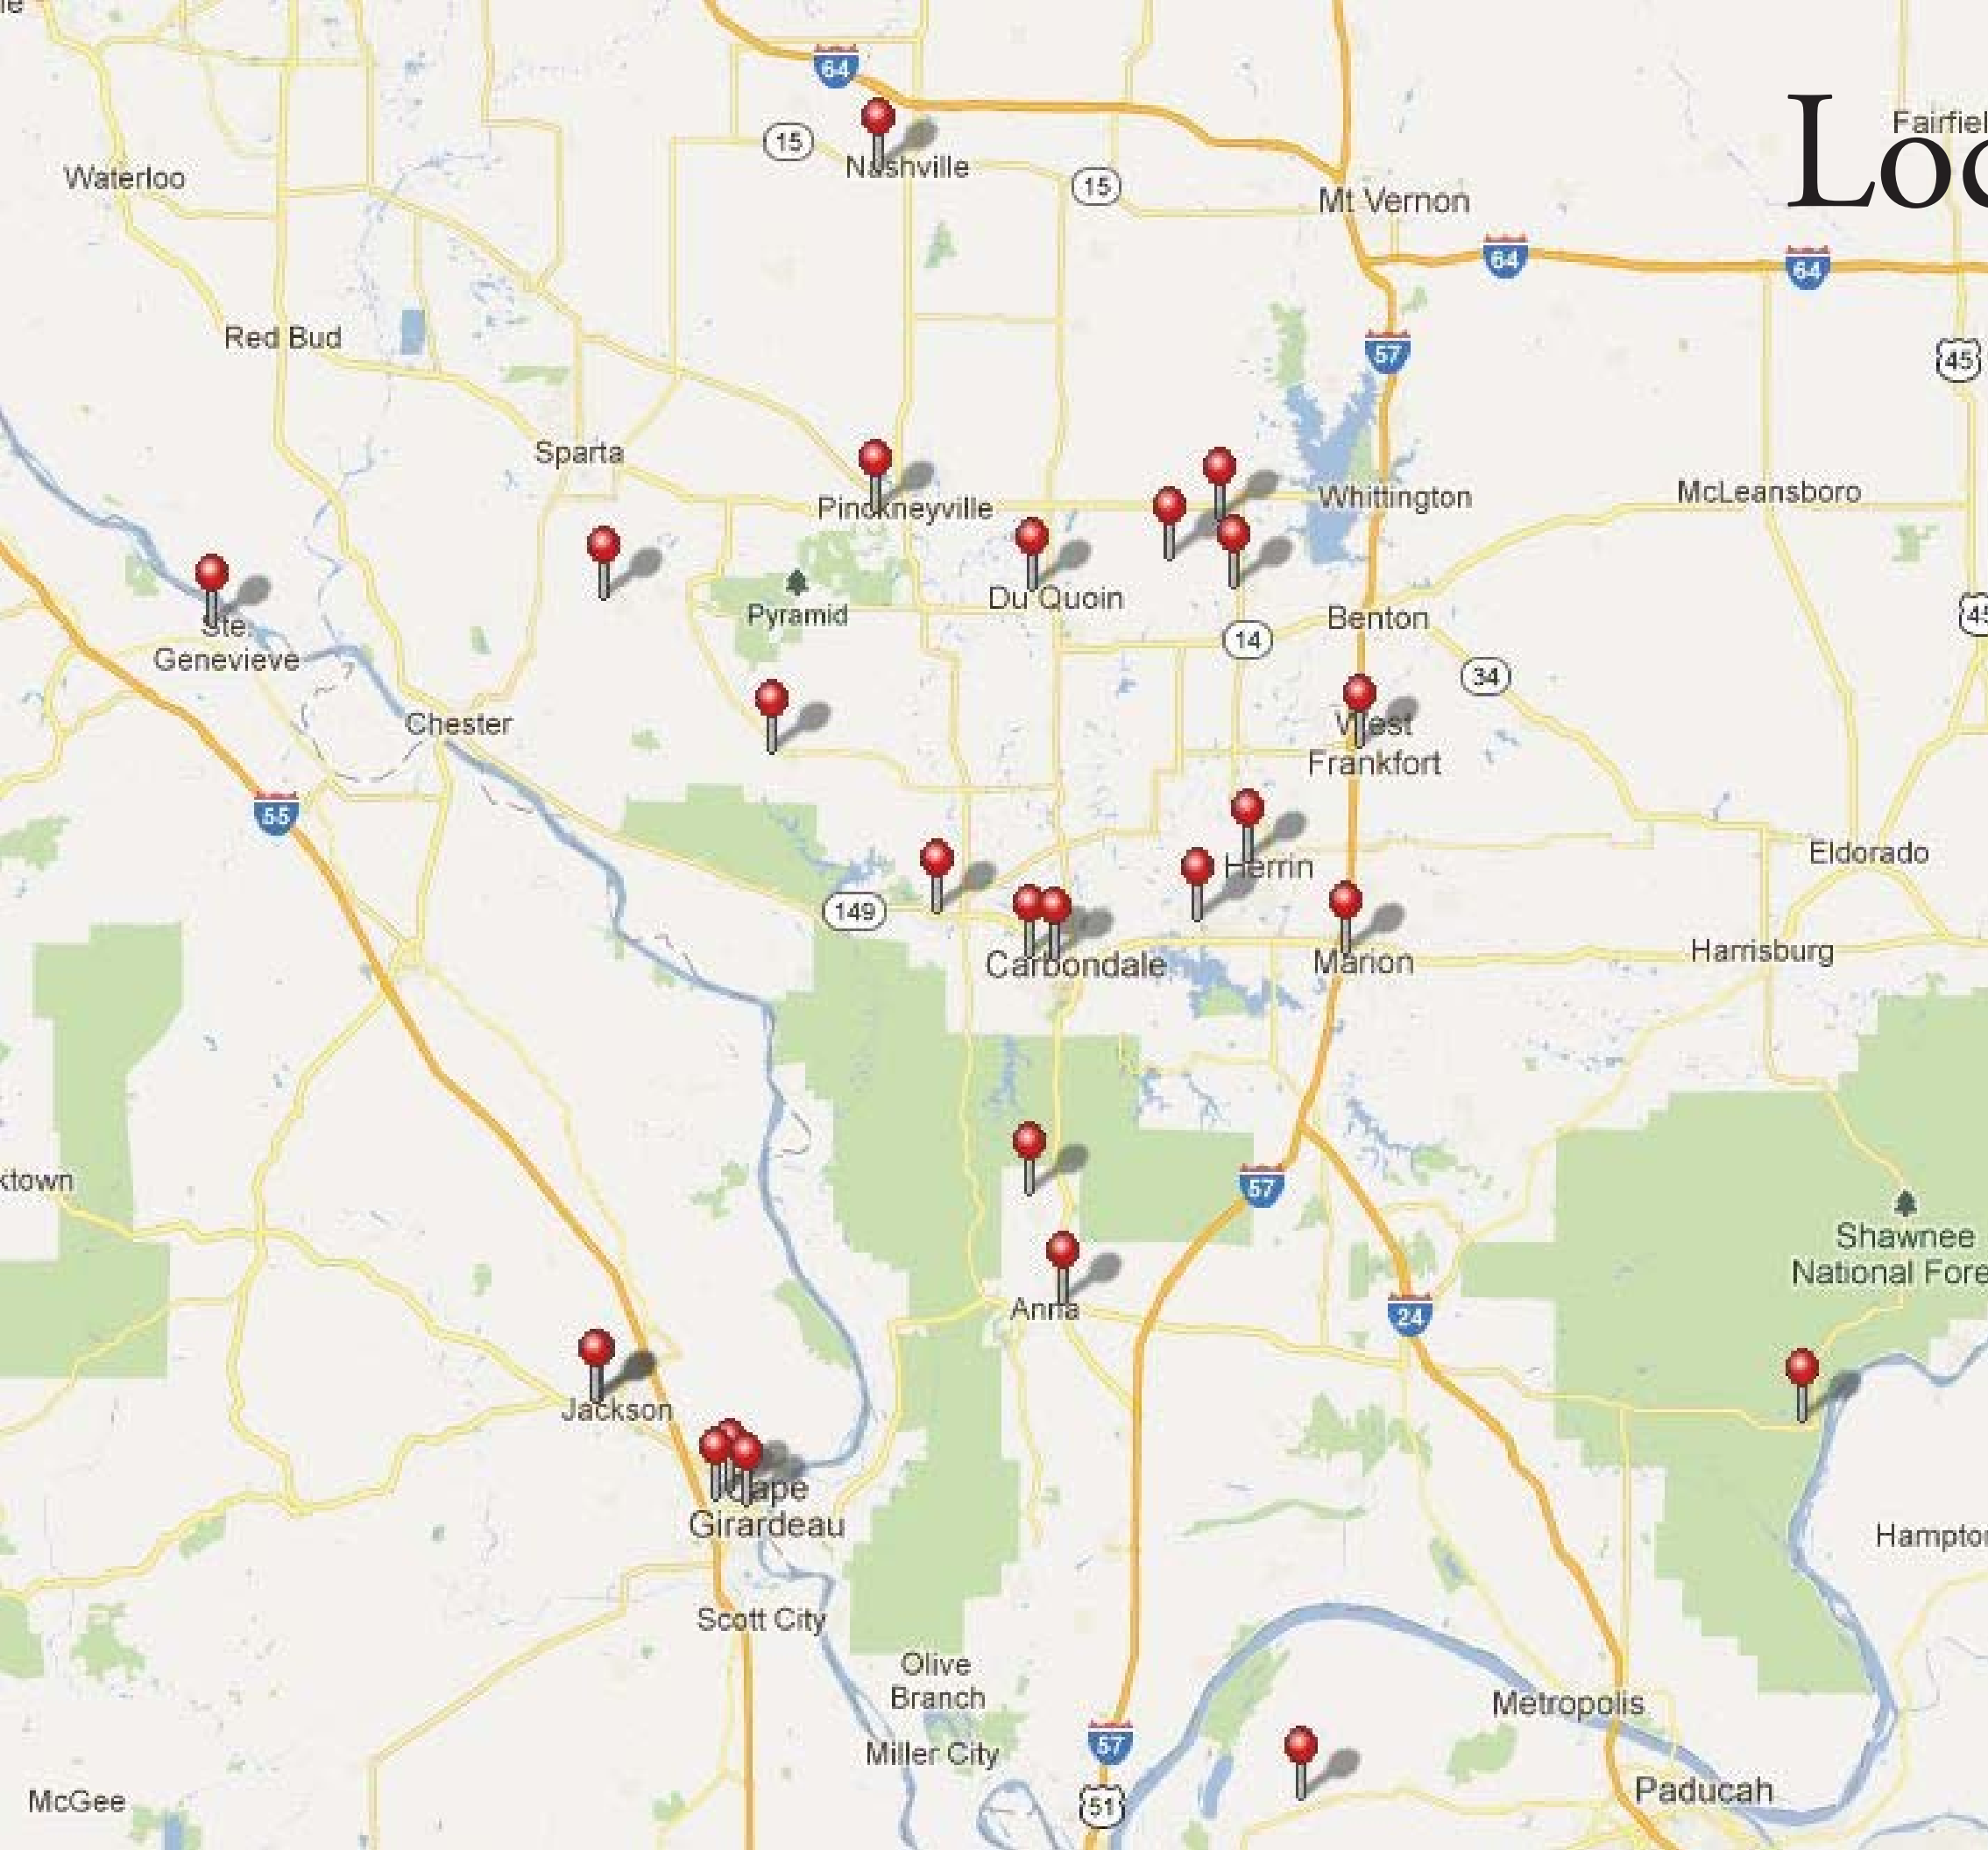 le
64
Fairfiel
Loc
15
Nashville
Waterloo
15
Mt Vernon
64
64
Red Bud
57
45
Sparta
Pinckneyville
Whittington
McLeansboro
Du Quoin
Pyramid
Benton
45
Ste.
Genevieve
14
34
Chester
West
Frankfort
55
Herrin
Eldorado
149
Carbondale
Marion
Harrisburg
ktown
57
Shawnee
National Fore
Anna
24
Jackson
Cape
Girardeau
Hampton
Scott City
Olive
Branch
Metropolis
57
Miller City
Paducah
McGee
51